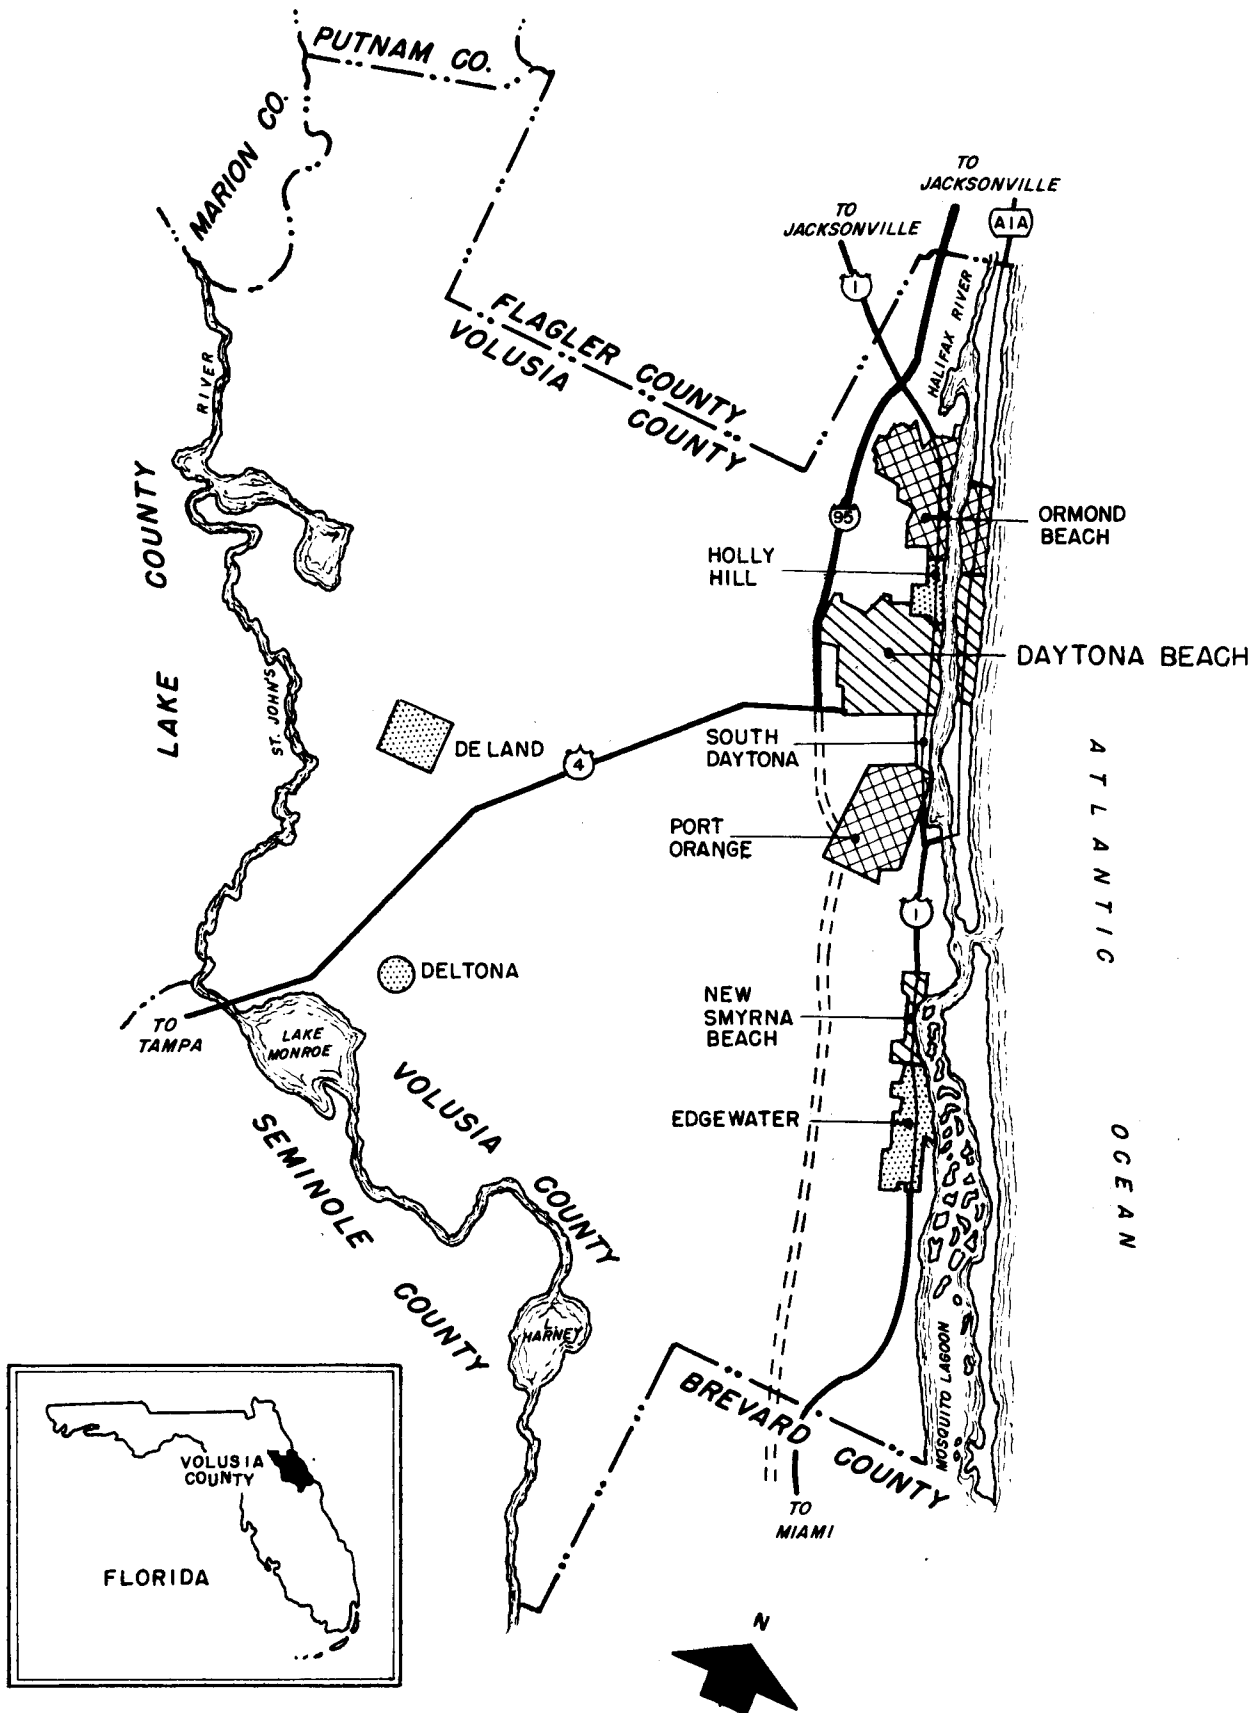 PUTNAM CO.
MARION CO.
TO
JACKSONVILLE
A1A
TO
JACKSONVILLE
1
HALIFAX RIVER
FLAGLER COUNTY
VOLUSIA COUNTY
RIVER
LAKE COUNTY
95
ORMOND
BEACH
HOLLY
HILL
DAYTONA BEACH
ST. JOHN'S
DE LAND
4
SOUTH
DAYTONA
PORT
ORANGE
ATLANTIC OCEAN
1
DELTONA
TO
TAMPA
LAKE
MONROE
NEW
SMYRNA
BEACH
VOLUSIA COUNTY
SEMINOLE COUNTY
EDGEWATER
L.
HARNEY
MOSQUITO LAGOON
BREVARD COUNTY
TO
MIAMI
VOLUSIA
COUNTY
FLORIDA
N